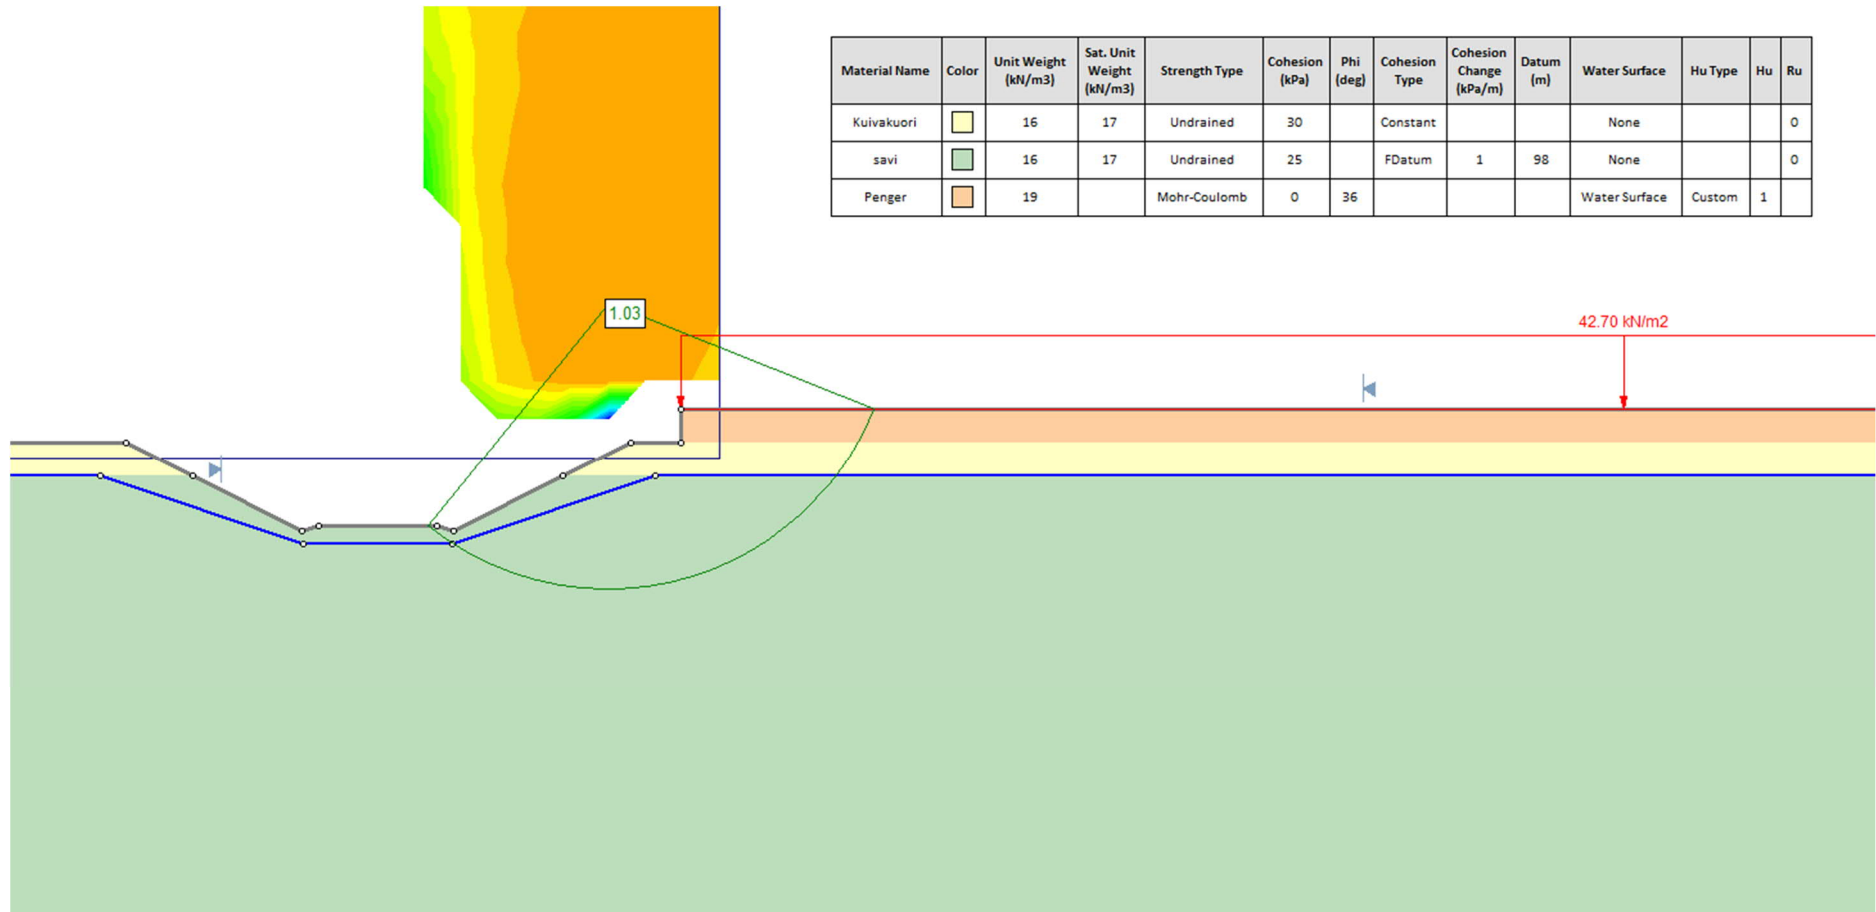 Material Name Color Unit Weight (kN/m3) Sat. Unit Weight (kN/m3) Strength Type Cohesion (kPa) Phi (deg) Cohesion Type Cohesion Change (kPa/m) Datum (m) Water Surface Hu Type Hu Ru
Kuivakuori 16 17 Undrained 30 Constant None 0
savi 16 17 Undrained 25 FDatum 1 98 None 0
Penger 19 Mohr-Coulomb 0 36 Water Surface Custom 1
1.03
42.70 kN/m2